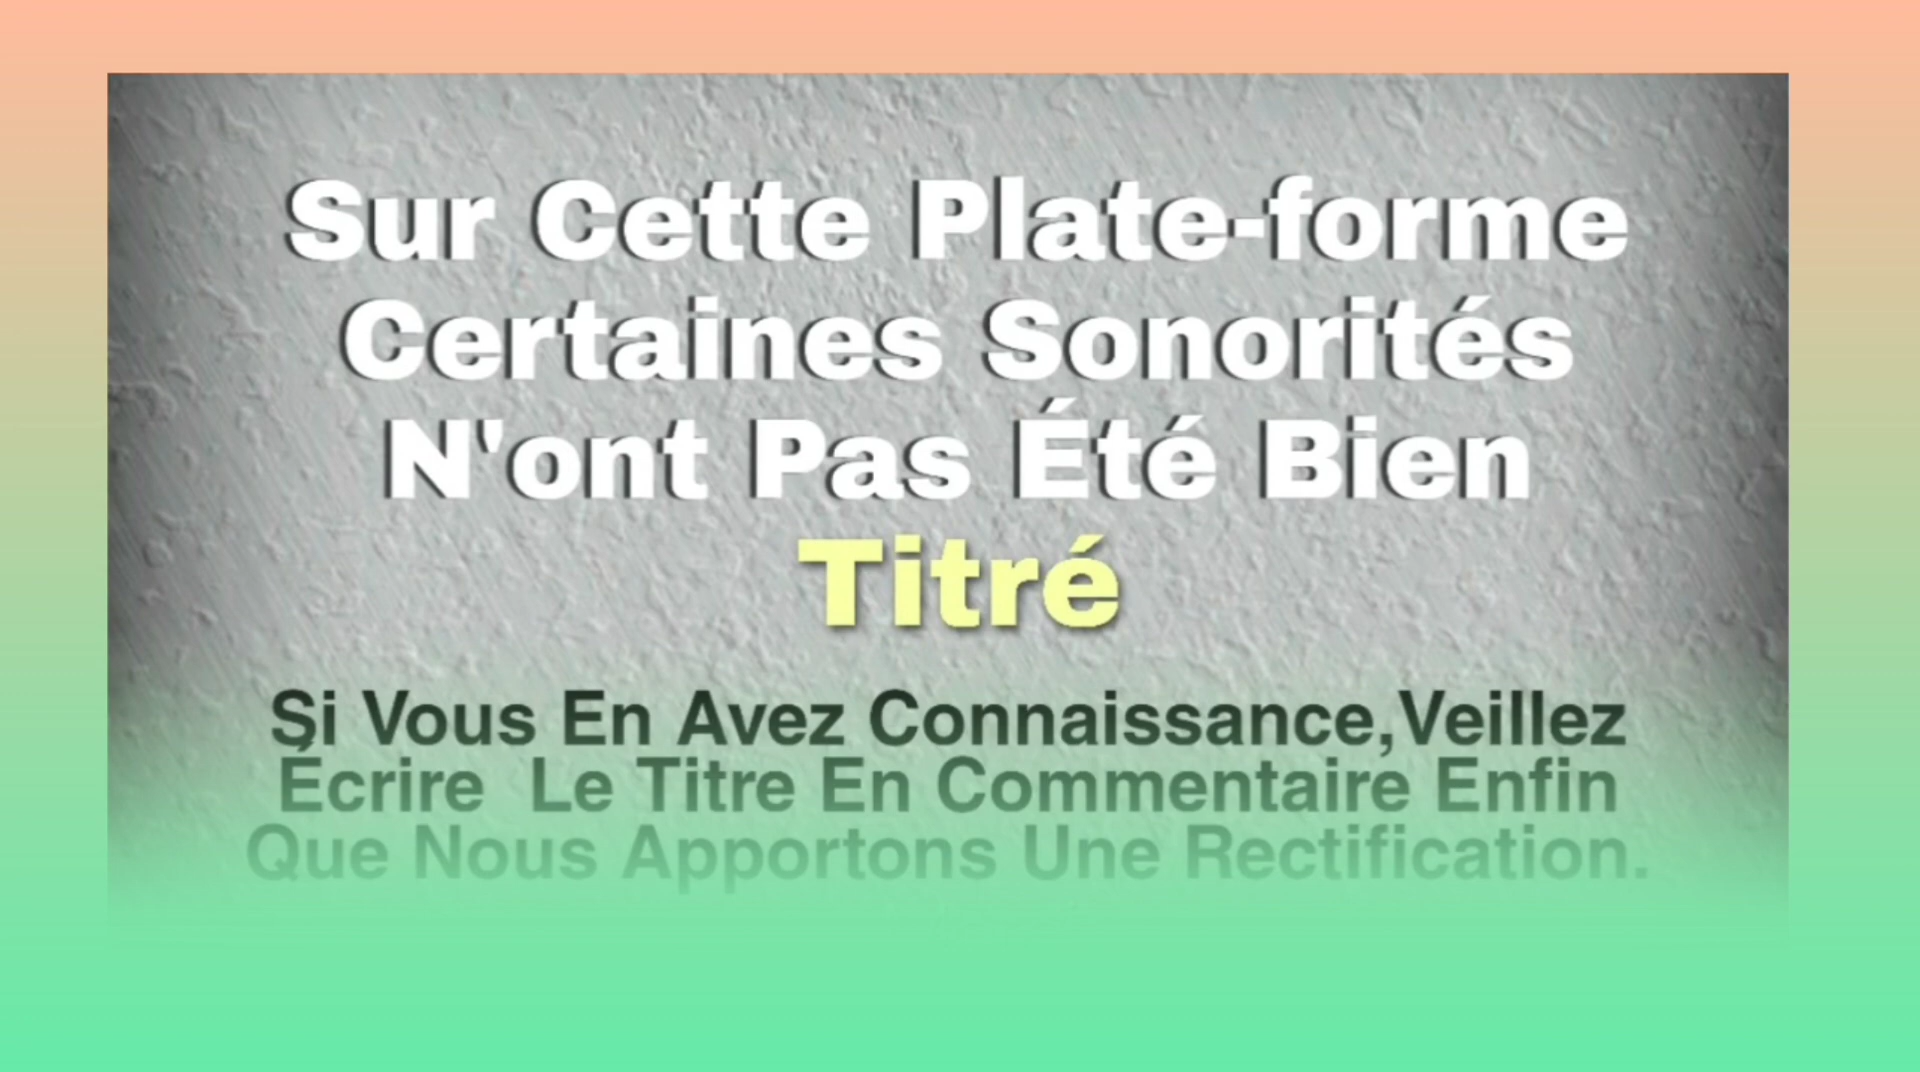 Sur Cette Plate-forme
Certaines Sonorités
N'ont Pas Été Bien
Titré
Si Vous En Avez Connaissance,Veillez
Écrire  Le Titre En Commentaire Enfin
Que Nous Apportons Une Rectification.